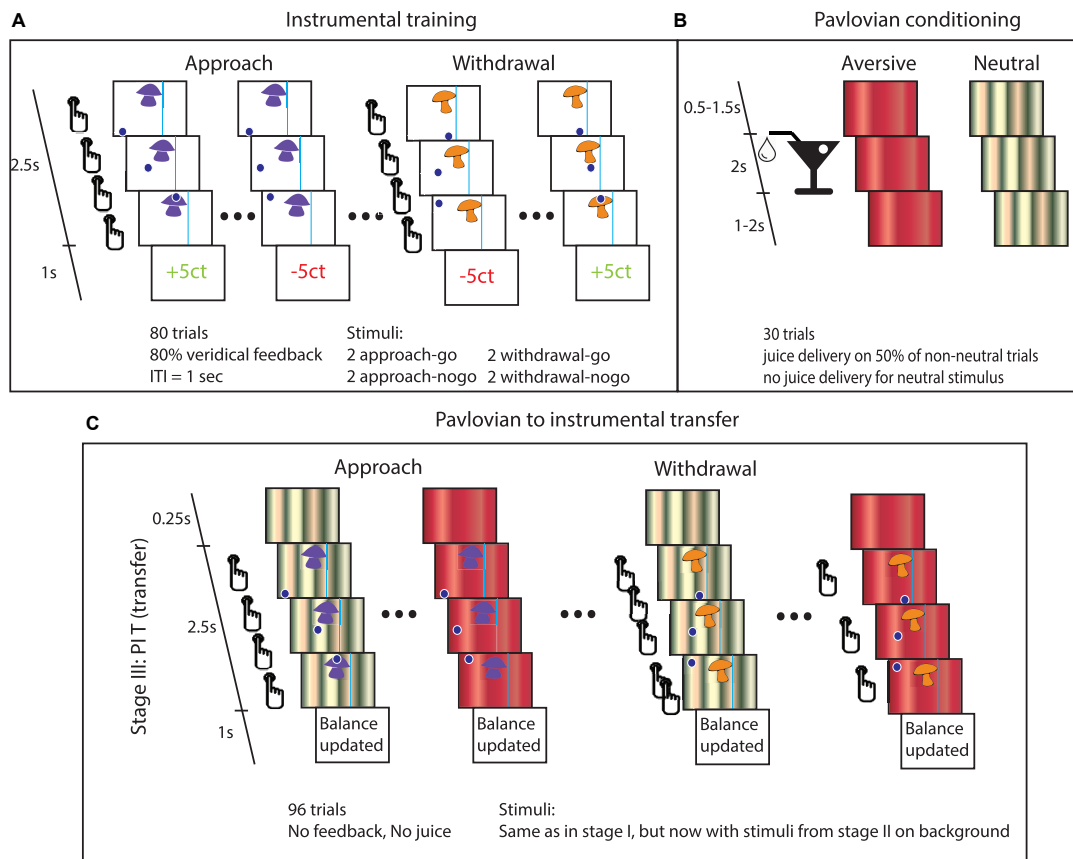 A
Instrumental training
Approach
Withdrawal
2.5s
1s
+5ct
-5ct
-5ct
+5ct
80 trials
80% veridical feedback
ITI = 1 sec
Stimuli:
2 approach-go
2 withdrawal-go
2 approach-nogo
2 withdrawal-nogo
B
Pavlovian conditioning
Aversive
Neutral
0.5-1.5s
2s
1-2s
30 trials
juice delivery on 50% of non-neutral trials
no juice delivery for neutral stimulus
C
Pavlovian to instrumental transfer
Stage III: PI T (transfer)
Approach
Withdrawal
0.25s
2.5s
1s
Balance
updated
Balance
updated
Balance
updated
Balance
updated
96 trials
No feedback, No juice
Stimuli:
Same as in stage I, but now with stimuli from stage II on background